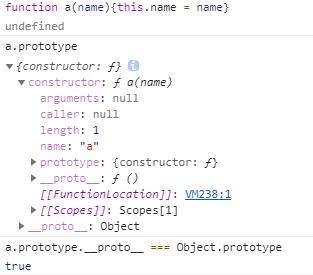 function a(name){this.name = name}
undefined
a.prototype
▼{constructor: ƒ} i
▼constructor: ƒ a(name)
arguments: null
caller: null
length: 1
name: "a"
▶prototype: {constructor: ƒ}
▶__proto__: ƒ ()
[[FunctionLocation]]: VM238:1
▶[[Scopes]]: Scopes[1]
▶__proto__: Object
a.prototype.__proto__ === Object.prototype
true